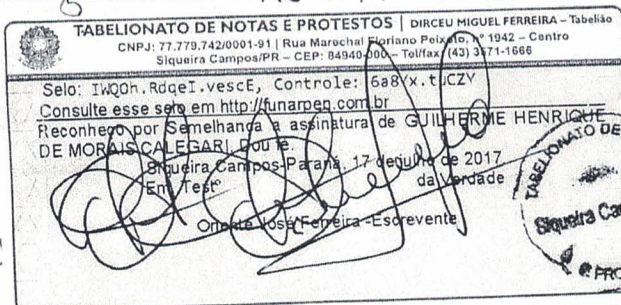 TABELIONATO DE NOTAS E PROTESTOS | DIRCEU MIGUEL FERREIRA – Tabelião
CNPJ: 77.779.742/0001-91 | Rua Marechal Floriano Peixoto, nº 1942 – Centro
Siqueira Campos/PR – CEP: 84940-000 – Tel/fax (43) 3571-1666
Selo: IWQOh.RdqeI.vescE, Controle: 6a8Yx.tUCZY
Consulte esse selo em http://funarpen.com.br
Reconheço por Semelhança a assinatura de GUILHERME HENRIQUE
DE MORAIS CALEGARI. Dou fé.
Siqueira Campos-Paraná, 17 de julho de 2017
Em Testº da Verdade
José Ferreira -Escrevente
TABELIONATO DE
Siqueira Ca
PRO